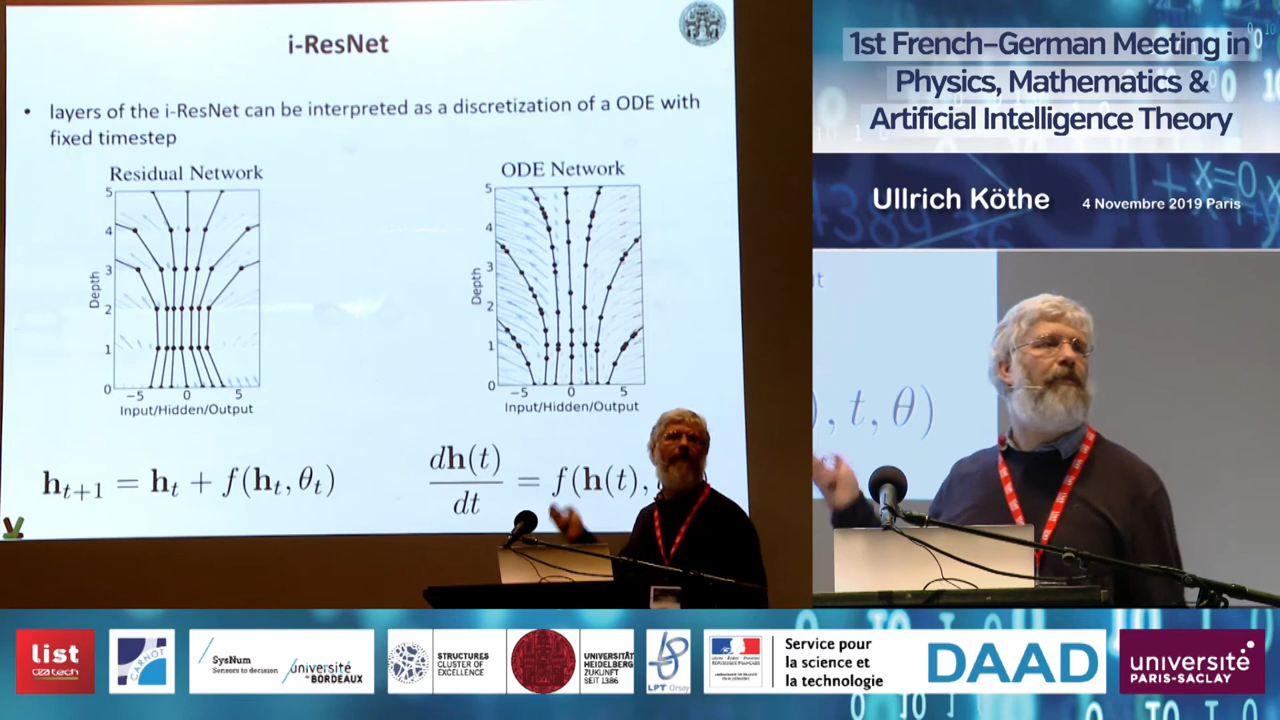 i-ResNet
• layers of the i-ResNet can be interpreted as a discretization of a ODE with
fixed timestep
Residual Network
5
4
3
2
1
0
Depth
−5 0 5
Input/Hidden/Output
ODE Network
5
4
3
2
1
0
Depth
−5 0 5
Input/Hidden/Output
h_{t+1} = h_t + f(h_t, θ_t)
dh(t)
dt
= f(h(t),
1st French–German Meeting in
Physics, Mathematics &
Artificial Intelligence Theory
Ullrich Köthe 4 Novembre 2019 Paris
), t, θ)
list
ceatech
CARNOT
SysNum
Sensors to decision
université
de BORDEAUX
STRUCTURES
CLUSTER OF
EXCELLENCE
UNIVERSITÄT
HEIDELBERG
ZUKUNFT
SEIT 1386
LPT Orsay
Service pour
la science et
la technologie
DAAD
université
PARIS-SACLAY